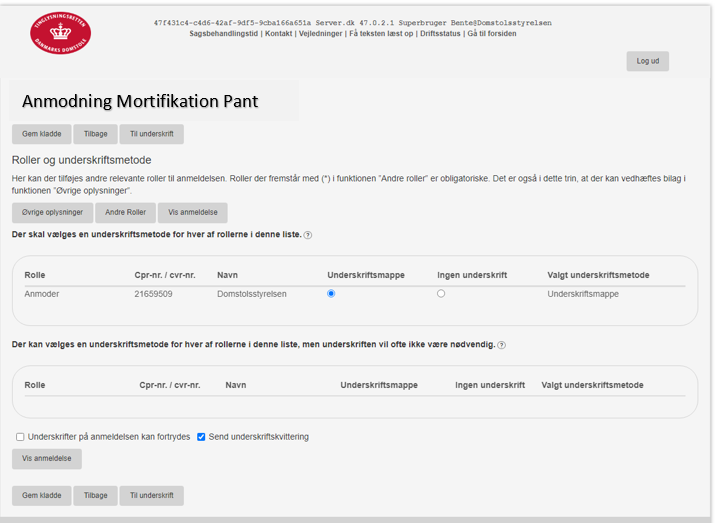 TINGLYSNINGSRETTEN
DANMARKS DOMSTOLE
47f431c4-c4d6-42af-9df5-9cba166a651a Server.dk 47.0.2.1 Superbruger Bente@Domstolsstyrelsen
Sagsbehandlingstid | Kontakt | Vejledninger | Få teksten læst op | Driftsstatus | Gå til forsiden
Log ud
Anmodning Mortifikation Pant
Gem kladde Tilbage Til underskrift
Roller og underskriftsmetode
Her kan der tilføjes andre relevante roller til anmeldelsen. Roller der fremstår med (*) i funktionen "Andre roller" er obligatoriske. Det er også i dette trin, at der kan vedhæftes bilag i
funktionen "Øvrige oplysninger".
Øvrige oplysninger Andre Roller Vis anmeldelse
Der skal vælges en underskriftsmetode for hver af rollerne i denne liste. ?
Rolle Cpr-nr. / cvr-nr. Navn Underskriftsmappe Ingen underskrift Valgt underskriftsmetode
Anmoder 21659509 Domstolsstyrelsen Underskriftsmappe
Der kan vælges en underskriftsmetode for hver af rollerne i denne liste, men underskriften vil ofte ikke være nødvendig. ?
Rolle Cpr-nr. / cvr-nr. Navn Underskriftsmappe Ingen underskrift Valgt underskriftsmetode
Underskrifter på anmeldelsen kan fortrydes Send underskriftskvittering
Vis anmeldelse
Gem kladde Tilbage Til underskrift